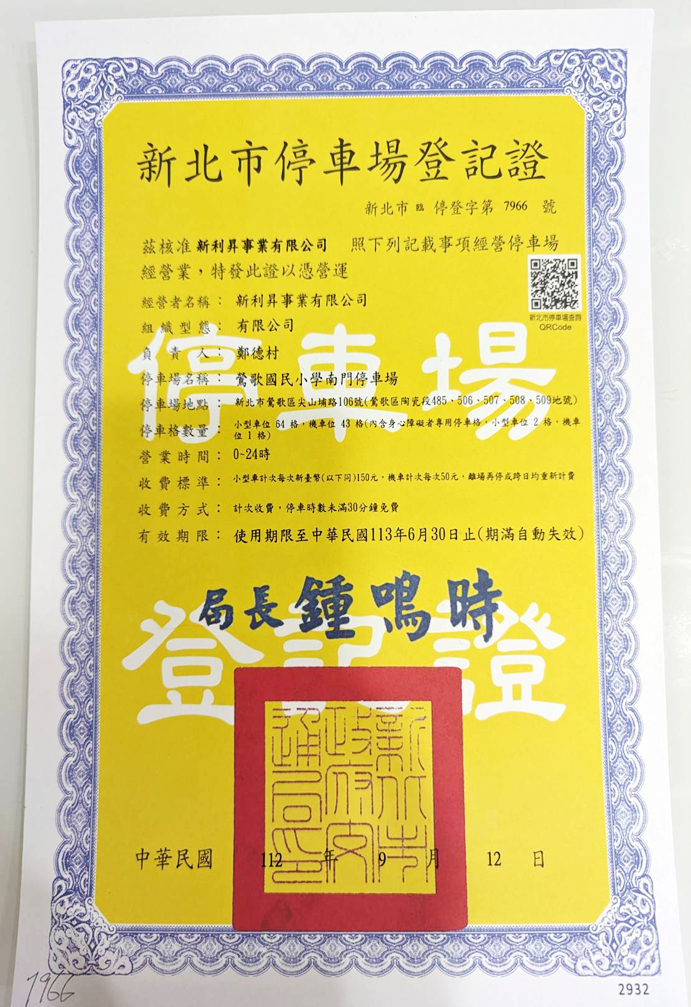 新北市停車場登記證
新北市 臨 停登字第 7966 號
茲核准 新利昇事業有限公司 照下列記載事項經營停車場
經營業，特發此證以憑營運
新北市停車場查詢
QRCode
經營者名稱： 新利昇事業有限公司
組織型態： 有限公司
負責人： 鄭德村
停車場名稱： 鶯歌國民小學南門停車場
停車場地點： 新北市鶯歌區尖山埔路106號(鶯歌區陶瓷段485、506、507、508、509地號)
停車格數量： 小型車位 64 格，機車位 43 格(內含身心障礙者專用停車格，小型車位 2 格，機車
位 1 格)
營業時間： 0~24時
收費標準： 小型車計次每次新臺幣(以下同)150元，機車計次每次50元，離場再停或跨日均重新計費
收費方式： 計次收費，停車時數未滿30分鐘免費
有效期限： 使用期限至中華民國113年6月30日止(期滿自動失效)
停車場
登記證
局長 鍾鳴時
新北市
政府交
通局印
中華民國 112 年 9 月 12 日
7966
2932